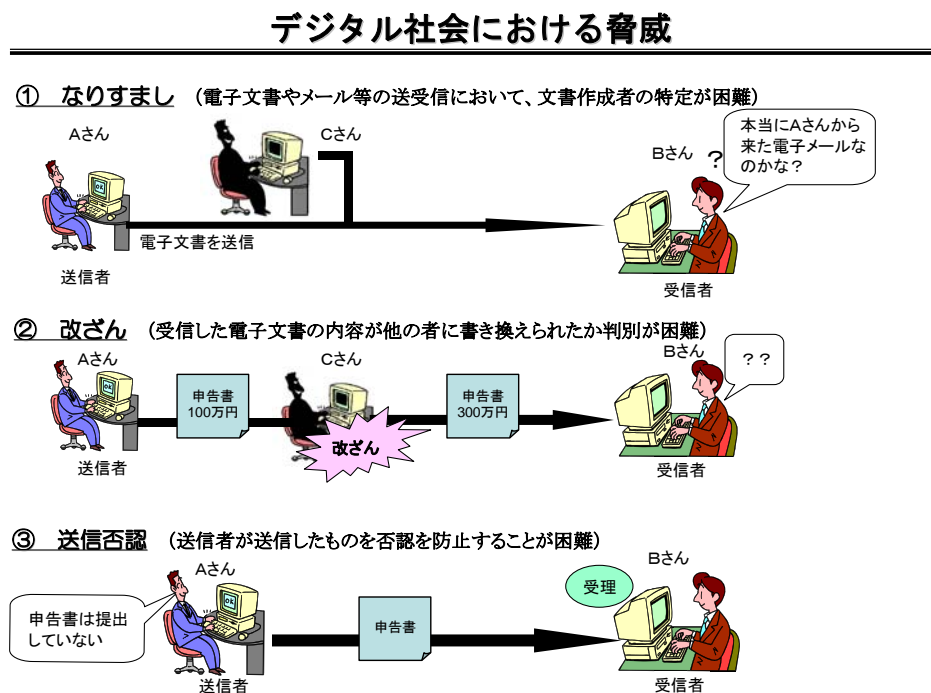 デジタル社会における脅威
① なりすまし (電子文書やメール等の送受信において、文書作成者の特定が困難)
Aさん
Cさん
Bさん
?
本当にAさんから
来た電子メールな
のかな?
OK
電子文書を送信
送信者
受信者
② 改ざん (受信した電子文書の内容が他の者に書き換えられたか判別が困難)
Aさん
Cさん
Bさん
??
OK
申告書
100万円
改ざん
申告書
300万円
送信者
受信者
③ 送信否認 (送信者が送信したものを否認を防止することが困難)
Aさん
Bさん
申告書は提出
していない
OK
申告書
受理
送信者
受信者